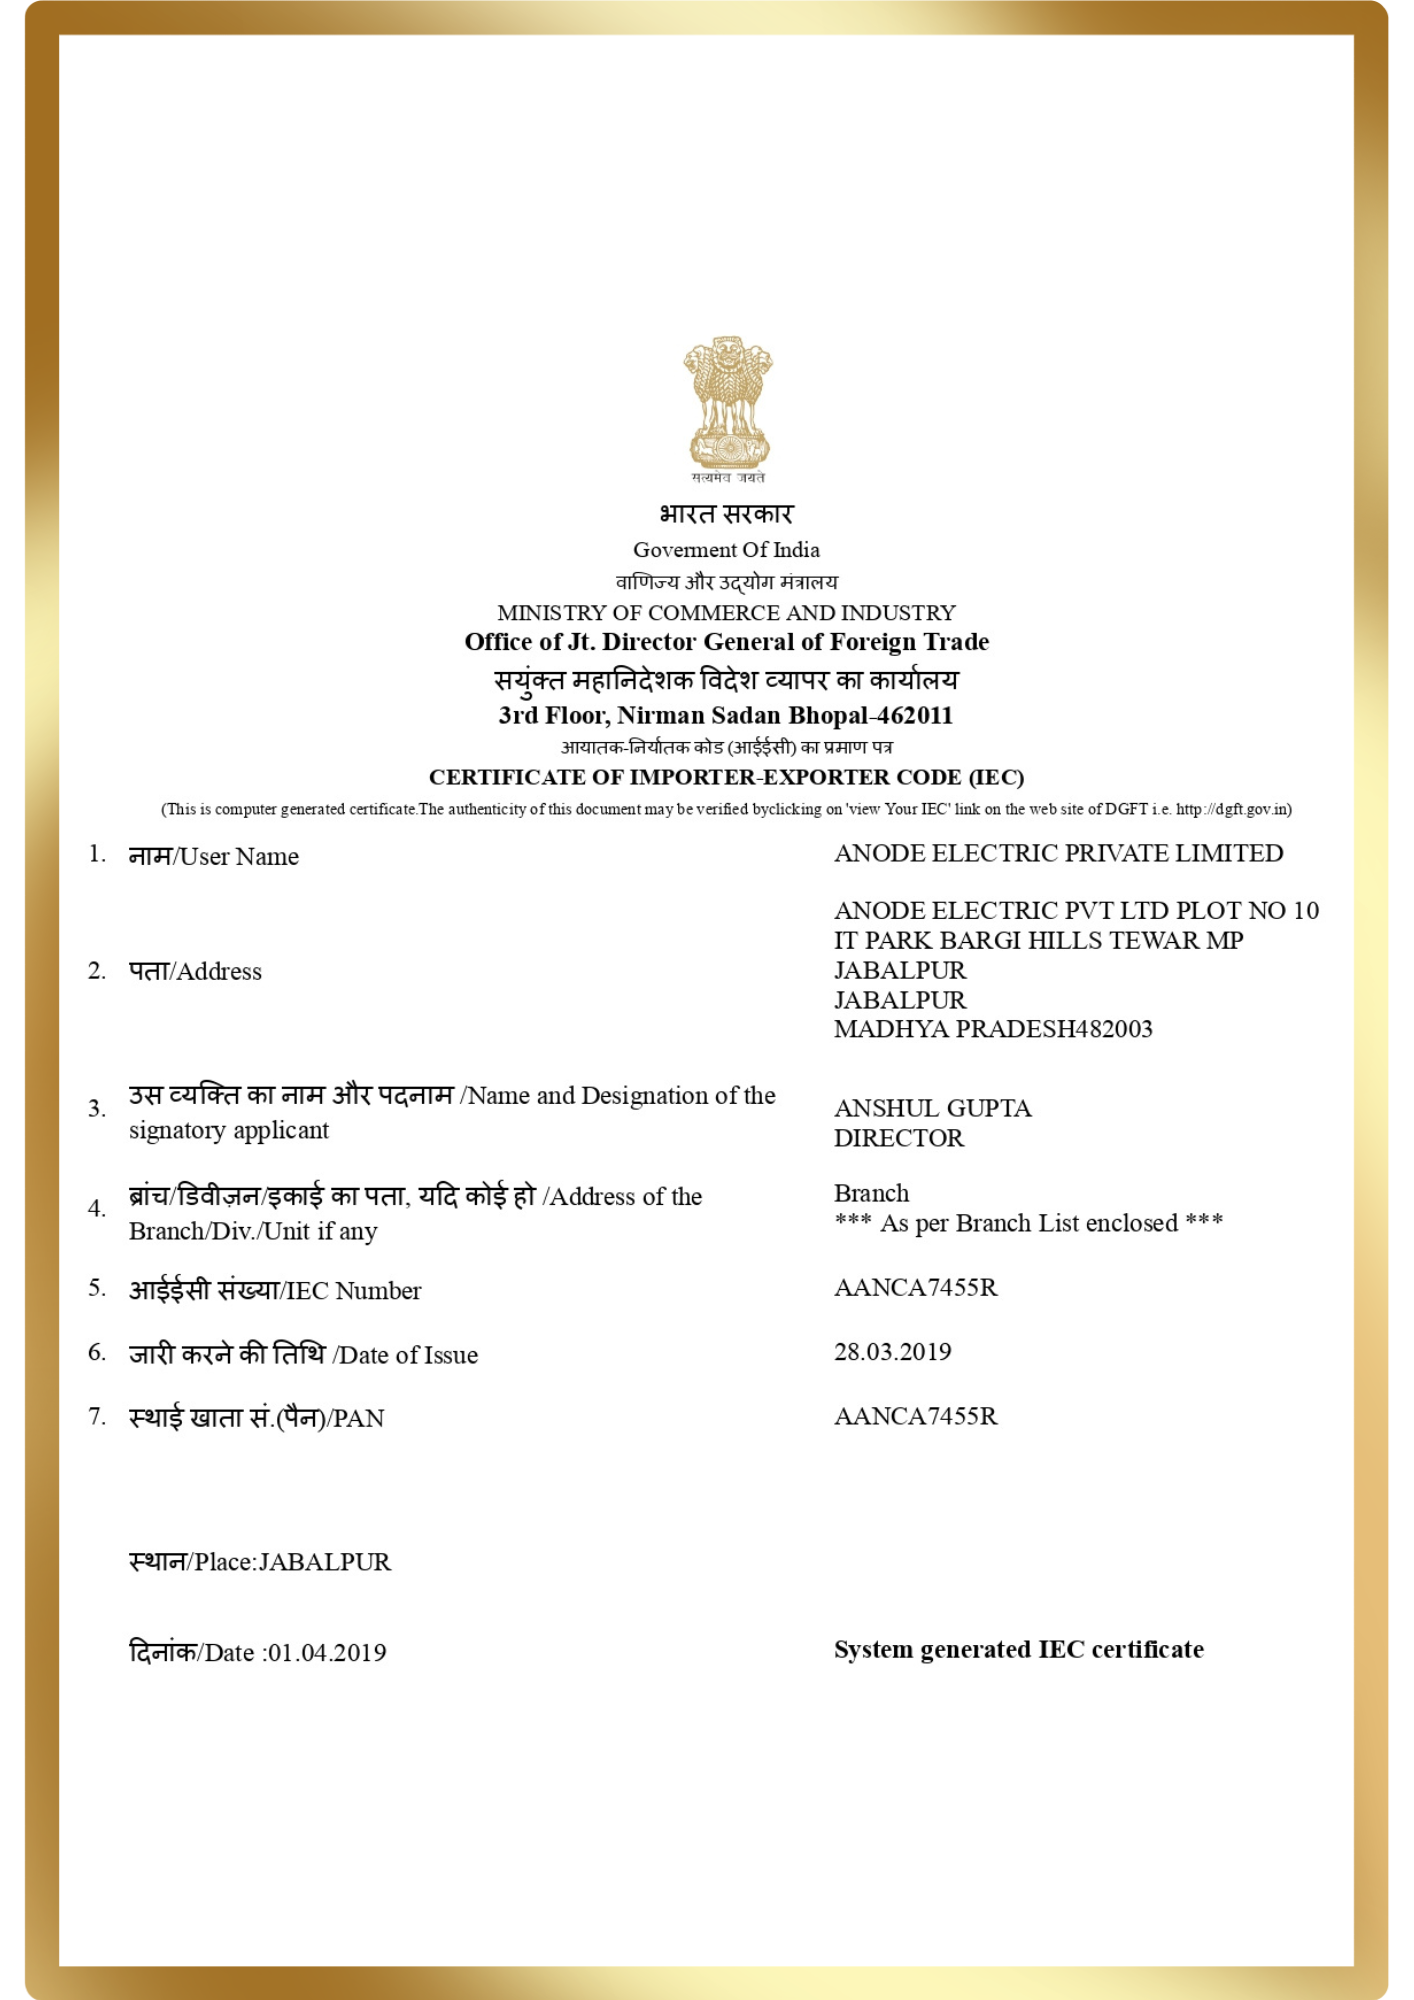 सत्यमेव जयते
भारत सरकार
Goverment Of India
वाणिज्य और उद्योग मंत्रालय
MINISTRY OF COMMERCE AND INDUSTRY
Office of Jt. Director General of Foreign Trade
सयुंक्त महानिदेशक विदेश व्यापर का कार्यालय
3rd Floor, Nirman Sadan Bhopal-462011
आयातक-निर्यातक कोड (आईईसी) का प्रमाण पत्र
CERTIFICATE OF IMPORTER-EXPORTER CODE (IEC)
(This is computer generated certificate.The authenticity of this document may be verified byclicking on 'view Your IEC' link on the web site of DGFT i.e. http://dgft.gov.in)
1. नाम/User Name ANODE ELECTRIC PRIVATE LIMITED
2. पता/Address
ANODE ELECTRIC PVT LTD PLOT NO 10
IT PARK BARGI HILLS TEWAR MP
JABALPUR
JABALPUR
MADHYA PRADESH482003
3. उस व्यक्ति का नाम और पदनाम /Name and Designation of the
signatory applicant
ANSHUL GUPTA
DIRECTOR
4. ब्रांच/डिवीज़न/इकाई का पता, यदि कोई हो /Address of the
Branch/Div./Unit if any
Branch
*** As per Branch List enclosed ***
5. आईईसी संख्या/IEC Number AANCA7455R
6. जारी करने की तिथि /Date of Issue 28.03.2019
7. स्थाई खाता सं.(पैन)/PAN AANCA7455R
स्थान/Place:JABALPUR
दिनांक/Date :01.04.2019 System generated IEC certificate